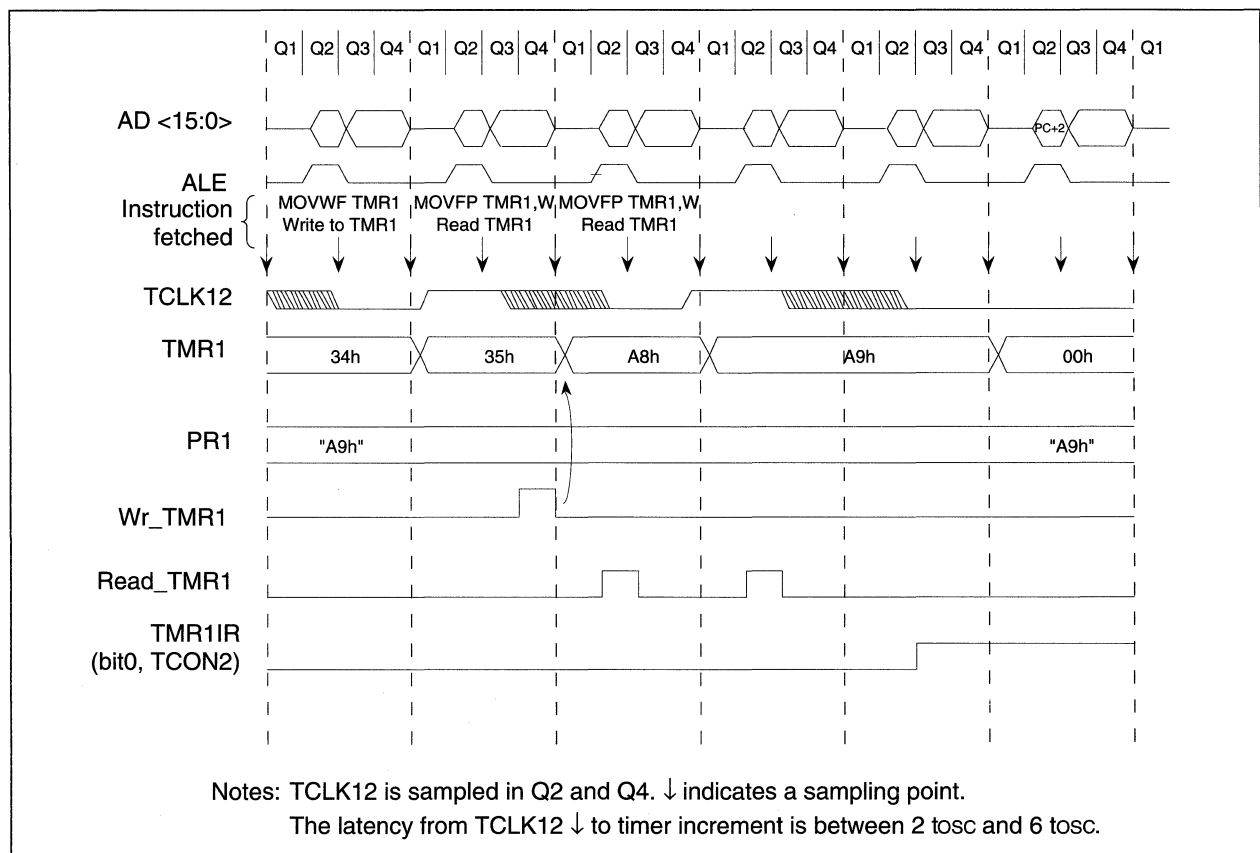 Q1 Q2 Q3 Q4 Q1 Q2 Q3 Q4 Q1 Q2 Q3 Q4 Q1 Q2 Q3 Q4 Q1 Q2 Q3 Q4 Q1 Q2 Q3 Q4 Q1
AD <15:0>
PC+2
ALE
Instruction
fetched
MOVWF TMR1
Write to TMR1
MOVFP TMR1,W
Read TMR1
MOVFP TMR1,W
Read TMR1
TCLK12
TMR1
34h 35h A8h A9h 00h
PR1
"A9h" "A9h"
Wr_TMR1
Read_TMR1
TMR1IR
(bit0, TCON2)
Notes: TCLK12 is sampled in Q2 and Q4. ↓ indicates a sampling point.
The latency from TCLK12 ↓ to timer increment is between 2 tosc and 6 tosc.